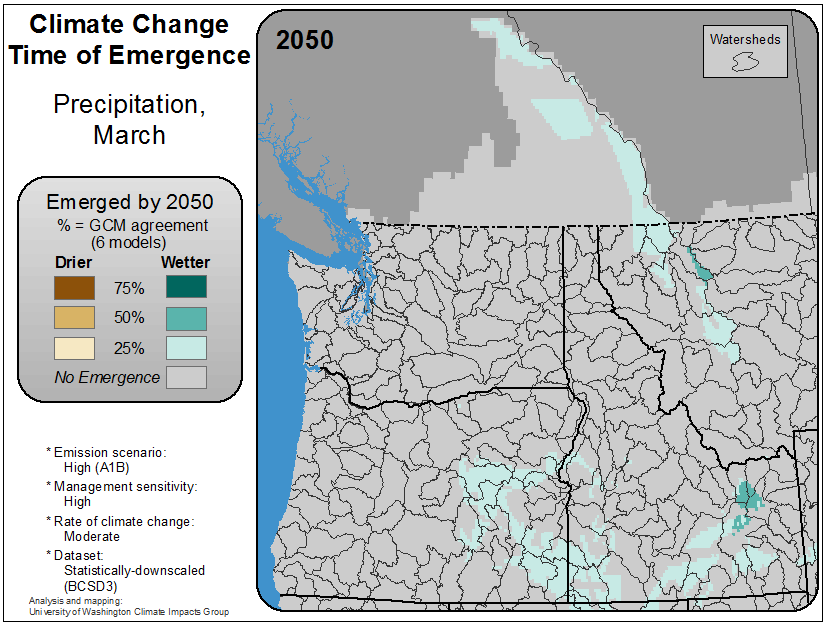 Climate Change
Time of Emergence
Precipitation,
March
Emerged by 2050
% = GCM agreement
(6 models)
Drier Wetter
75%
50%
25%
No Emergence
* Emission scenario:
High (A1B)
* Management sensitivity:
High
* Rate of climate change:
Moderate
* Dataset:
Statistically-downscaled
(BCSD3)
Analysis and mapping:
University of Washington Climate Impacts Group
2050
Watersheds